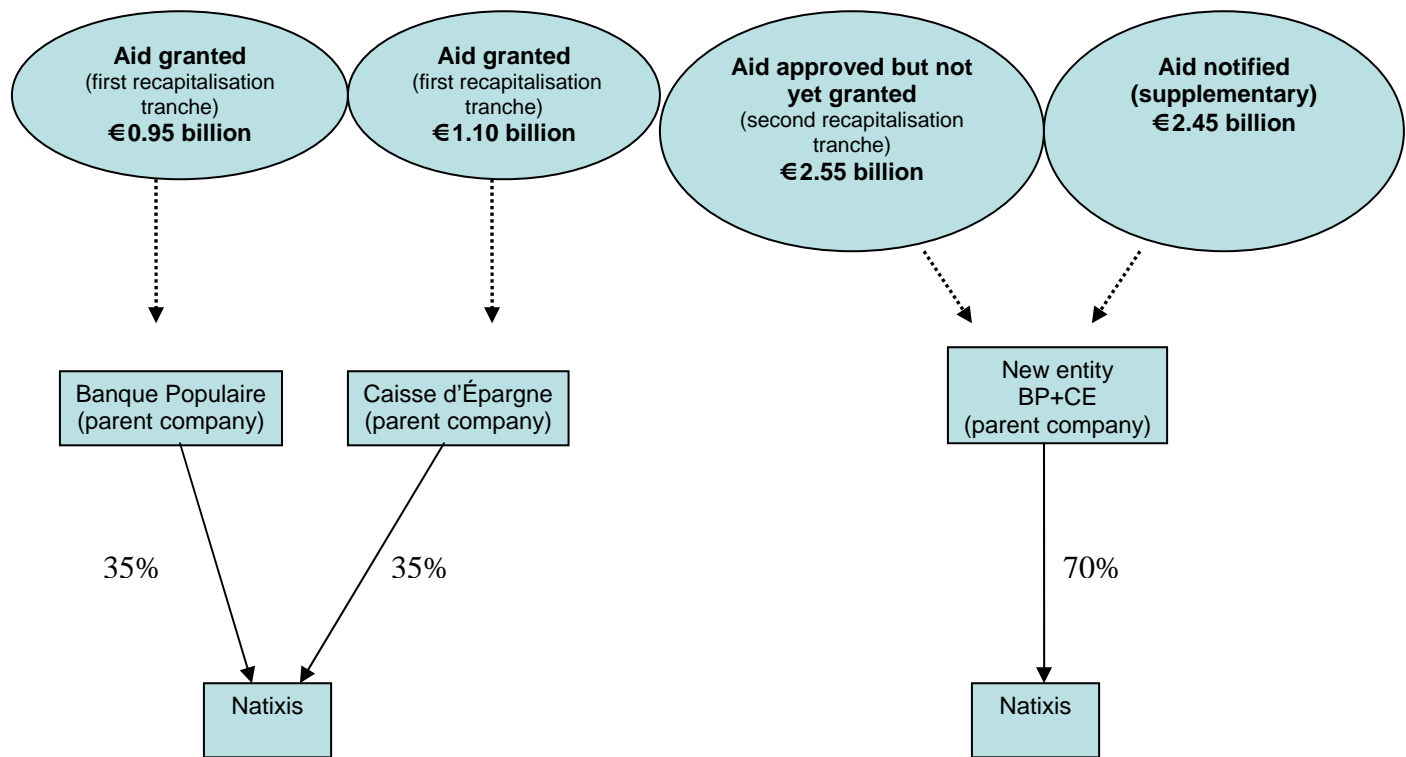 Aid granted
(first recapitalisation
tranche)
€0.95 billion
Aid granted
(first recapitalisation
tranche)
€1.10 billion
Aid approved but not
yet granted
(second recapitalisation
tranche)
€2.55 billion
Aid notified
(supplementary)
€2.45 billion
Banque Populaire
(parent company)
Caisse d'Épargne
(parent company)
New entity
BP+CE
(parent company)
35%
35%
70%
Natixis
Natixis